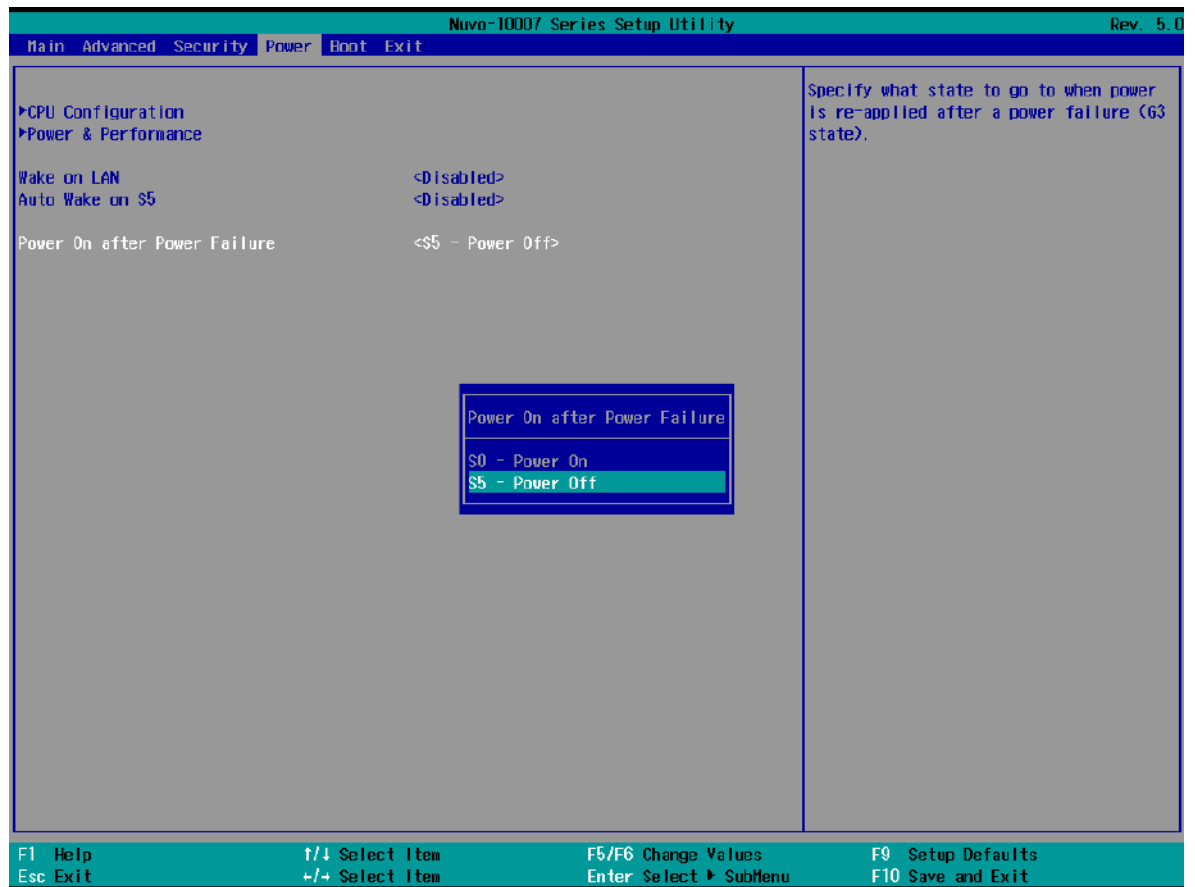 Nuvo-10007 Series Setup Utility Rev. 5.0
Main Advanced Security Power Boot Exit
▶CPU Configuration
▶Power & Performance
Wake on LAN <Disabled>
Auto Wake on S5 <Disabled>
Power On after Power Failure <S5 - Power Off>
Specify what state to go to when power
is re-applied after a power failure (G3
state).
Power On after Power Failure
S0 - Power On
S5 - Power Off
F1 Help ↑/↓ Select Item F5/F6 Change Values F9 Setup Defaults
Esc Exit ←/→ Select Item Enter Select ▶ SubMenu F10 Save and Exit